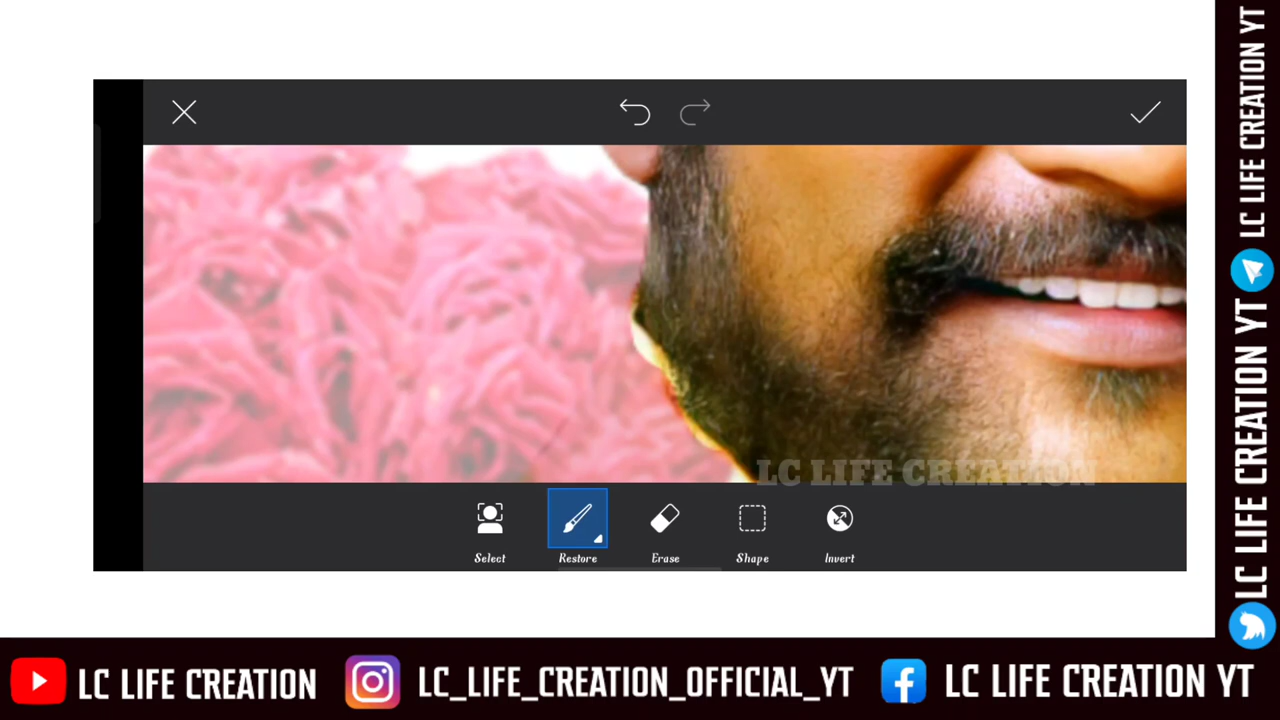 LC LIFE CREATION
Select
Restore
Erase
Shape
Invert
LC LIFE CREATION
LC_LIFE_CREATION_OFFICIAL_YT
LC LIFE CREATION YT
LC LIFE CREATION YT
LC LIFE CREATION YT